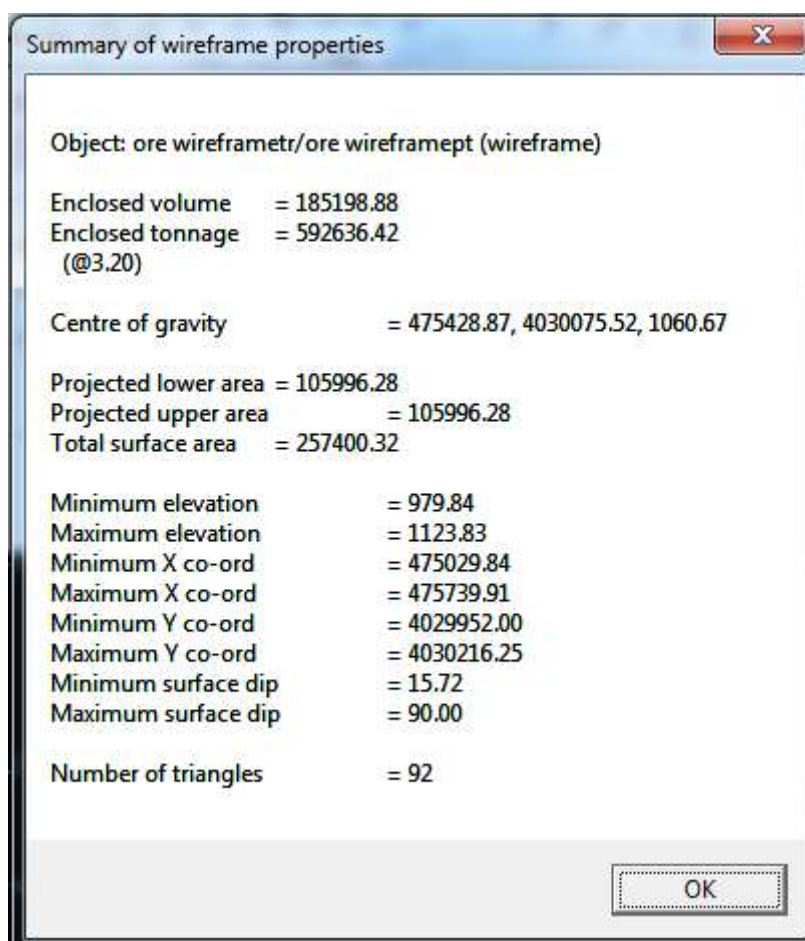 Summary of wireframe properties
Object: ore wireframetr/ore wireframept (wireframe)
Enclosed volume = 185198.88
Enclosed tonnage = 592636.42
(@3.20)
Centre of gravity = 475428.87, 4030075.52, 1060.67
Projected lower area = 105996.28
Projected upper area = 105996.28
Total surface area = 257400.32
Minimum elevation = 979.84
Maximum elevation = 1123.83
Minimum X co-ord = 475029.84
Maximum X co-ord = 475739.91
Minimum Y co-ord = 4029952.00
Maximum Y co-ord = 4030216.25
Minimum surface dip = 15.72
Maximum surface dip = 90.00
Number of triangles = 92
OK